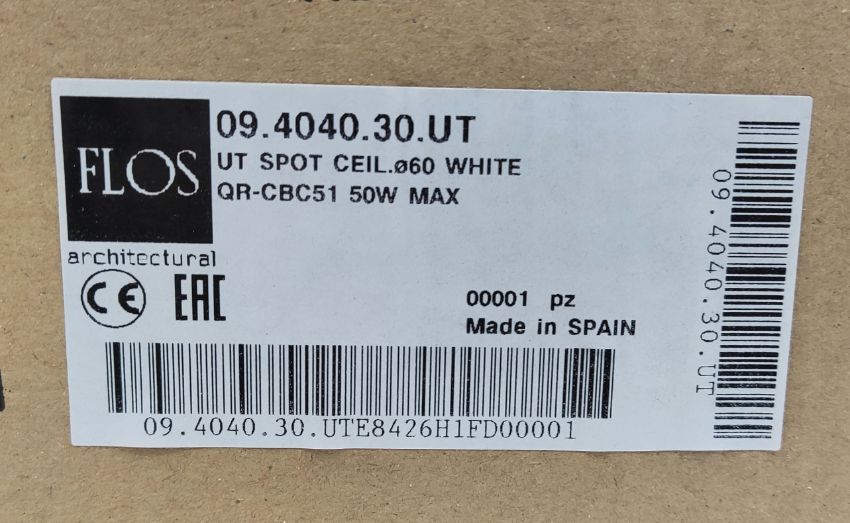 FLOS
architectural
09.4040.30.UT
UT SPOT CEIL.ø60 WHITE
QR-CBC51 50W MAX
CE EAC
00001 pz
Made in SPAIN
09.4040.30.UTE8426H1FD00001
09.4040.30.UT